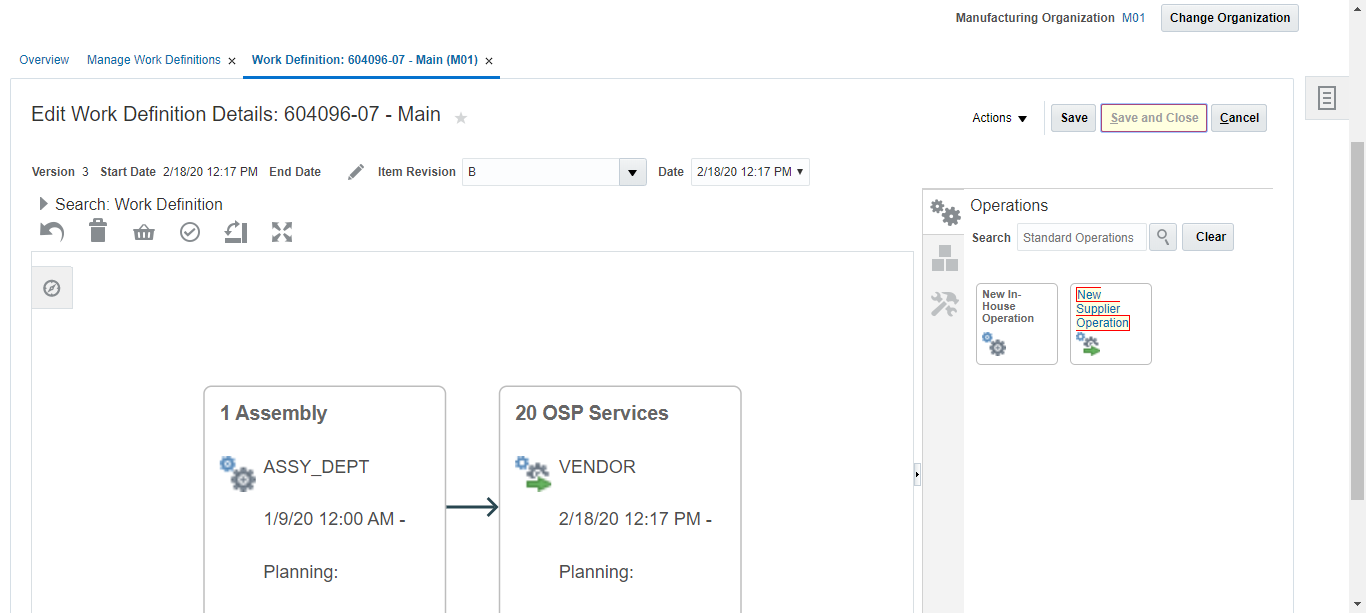 Manufacturing Organization M01 Change Organization
Overview Manage Work Definitions × Work Definition: 604096-07 - Main (M01) ×
Edit Work Definition Details: 604096-07 - Main
Actions Save Save and Close Cancel
Version 3 Start Date 2/18/20 12:17 PM End Date Item Revision B Date 2/18/20 12:17 PM
Search: Work Definition
Operations
Search Standard Operations Clear
New In-
House
Operation
New
Supplier
Operation
1 Assembly
ASSY_DEPT
1/9/20 12:00 AM -
Planning:
20 OSP Services
VENDOR
2/18/20 12:17 PM -
Planning: